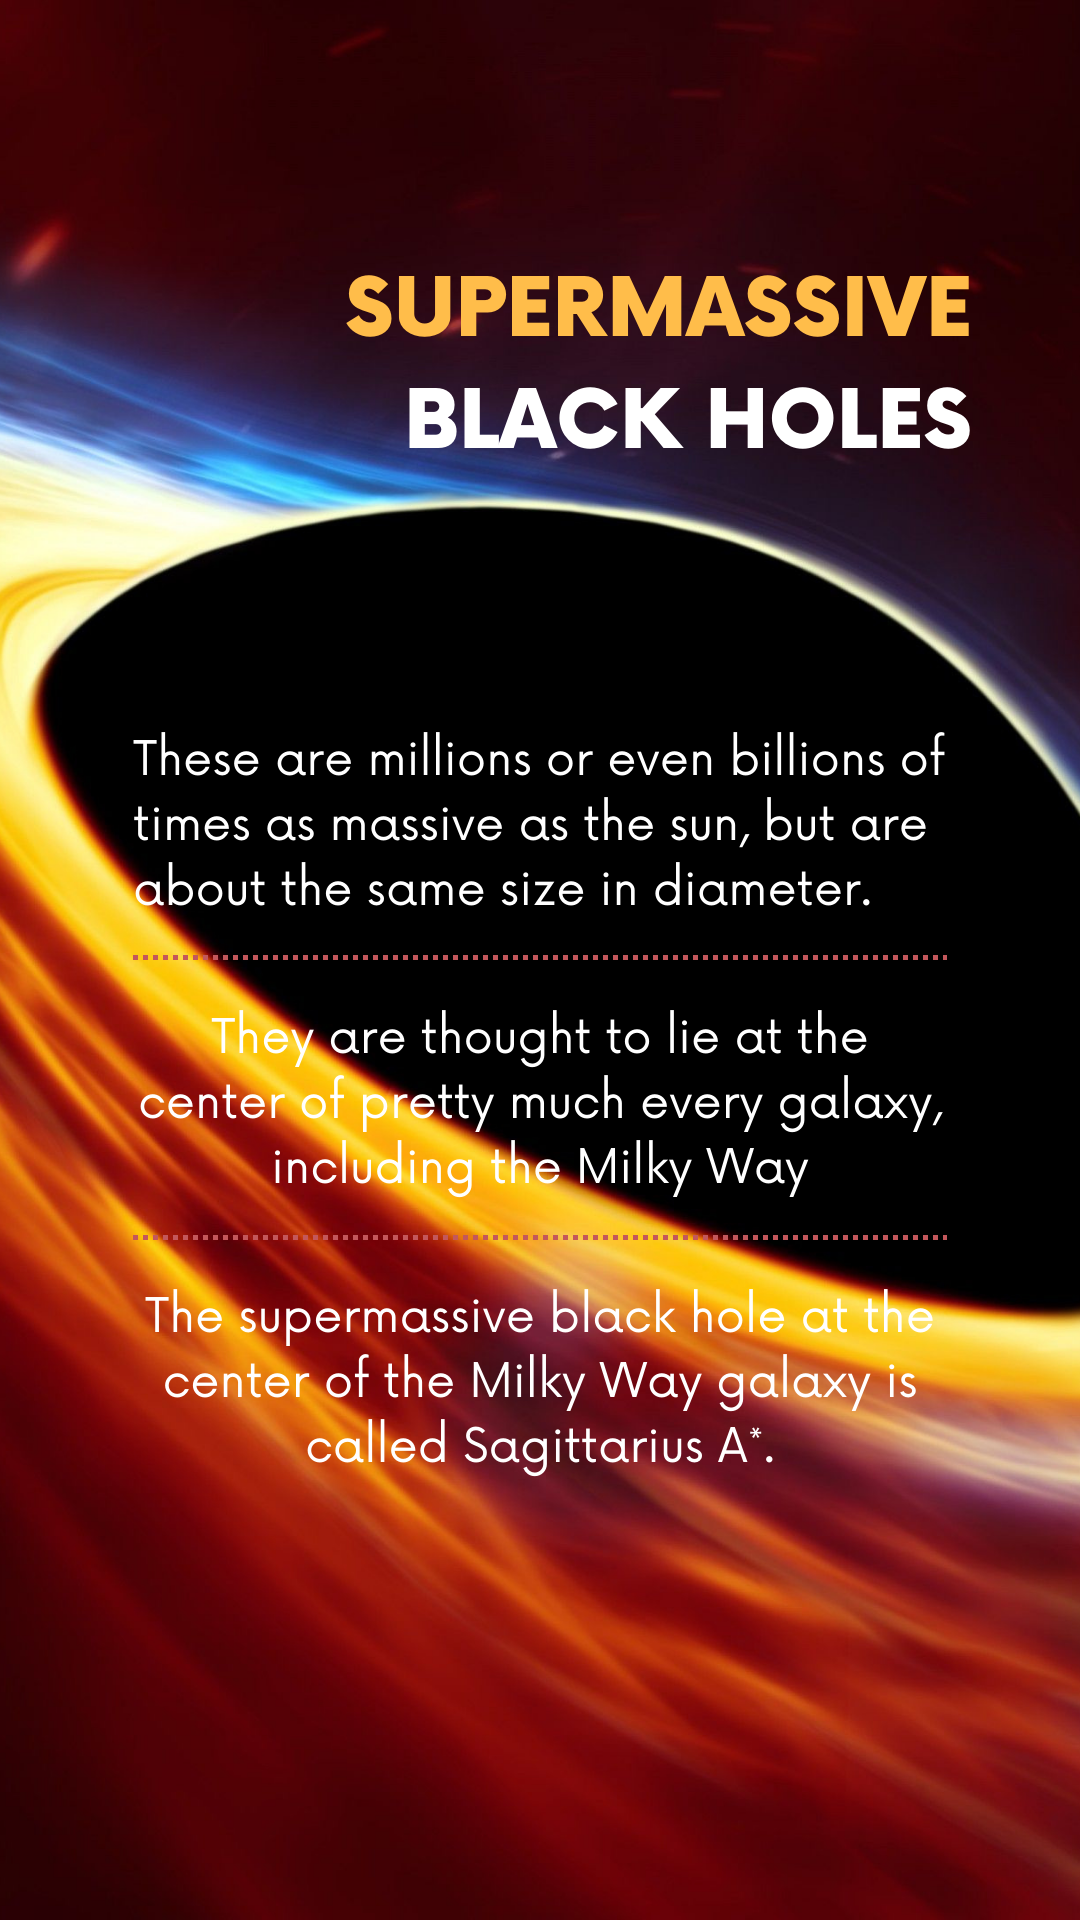 SUPERMASSIVE
BLACK HOLES
These are millions or even billions of
times as massive as the sun, but are
about the same size in diameter.
They are thought to lie at the
center of pretty much every galaxy,
including the Milky Way
The supermassive black hole at the
center of the Milky Way galaxy is
called Sagittarius A*.